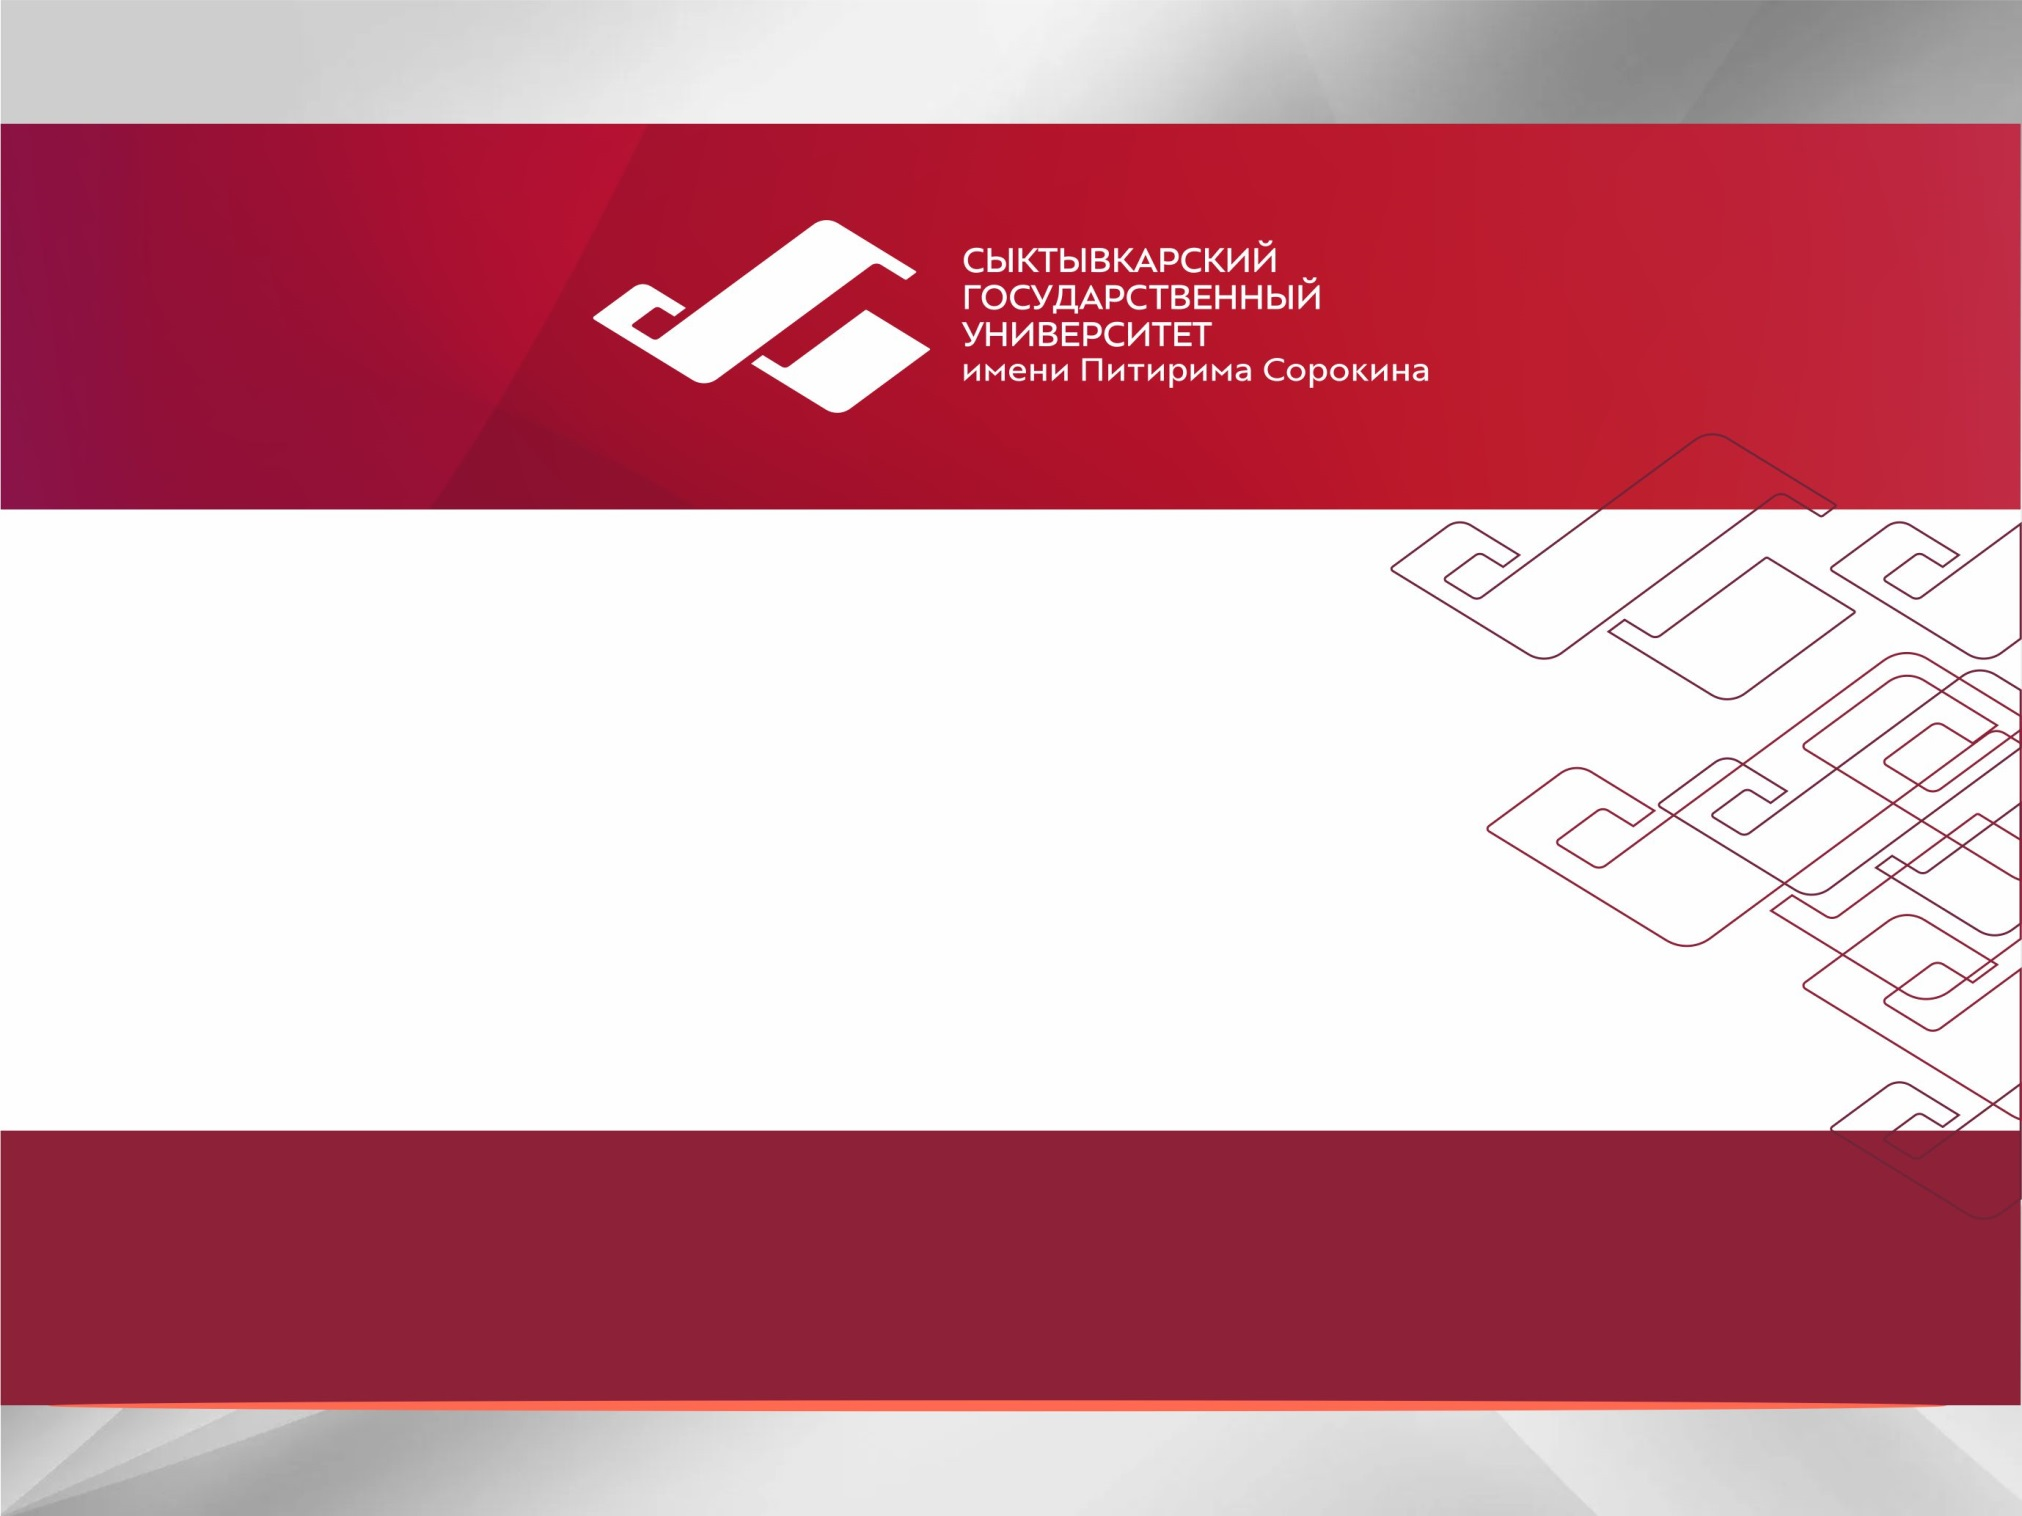 СЫКТЫВКАРСКИЙ
ГОСУДАРСТВЕННЫЙ
УНИВЕРСИТЕТ
имени Питирима Сорокина